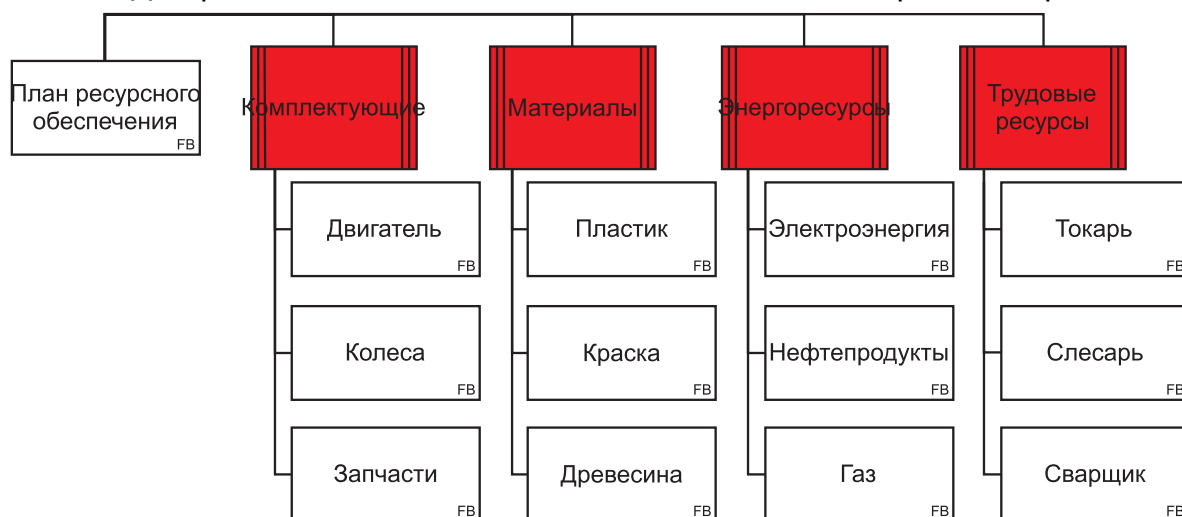 План ресурсного
обеспечения
FB
Комплектующие
Материалы
Энергоресурсы
Трудовые
ресурсы
Двигатель
FB
Пластик
FB
Электроэнергия
FB
Токарь
FB
Колеса
FB
Краска
FB
Нефтепродукты
FB
Слесарь
FB
Запчасти
FB
Древесина
FB
Газ
FB
Сварщик
FB